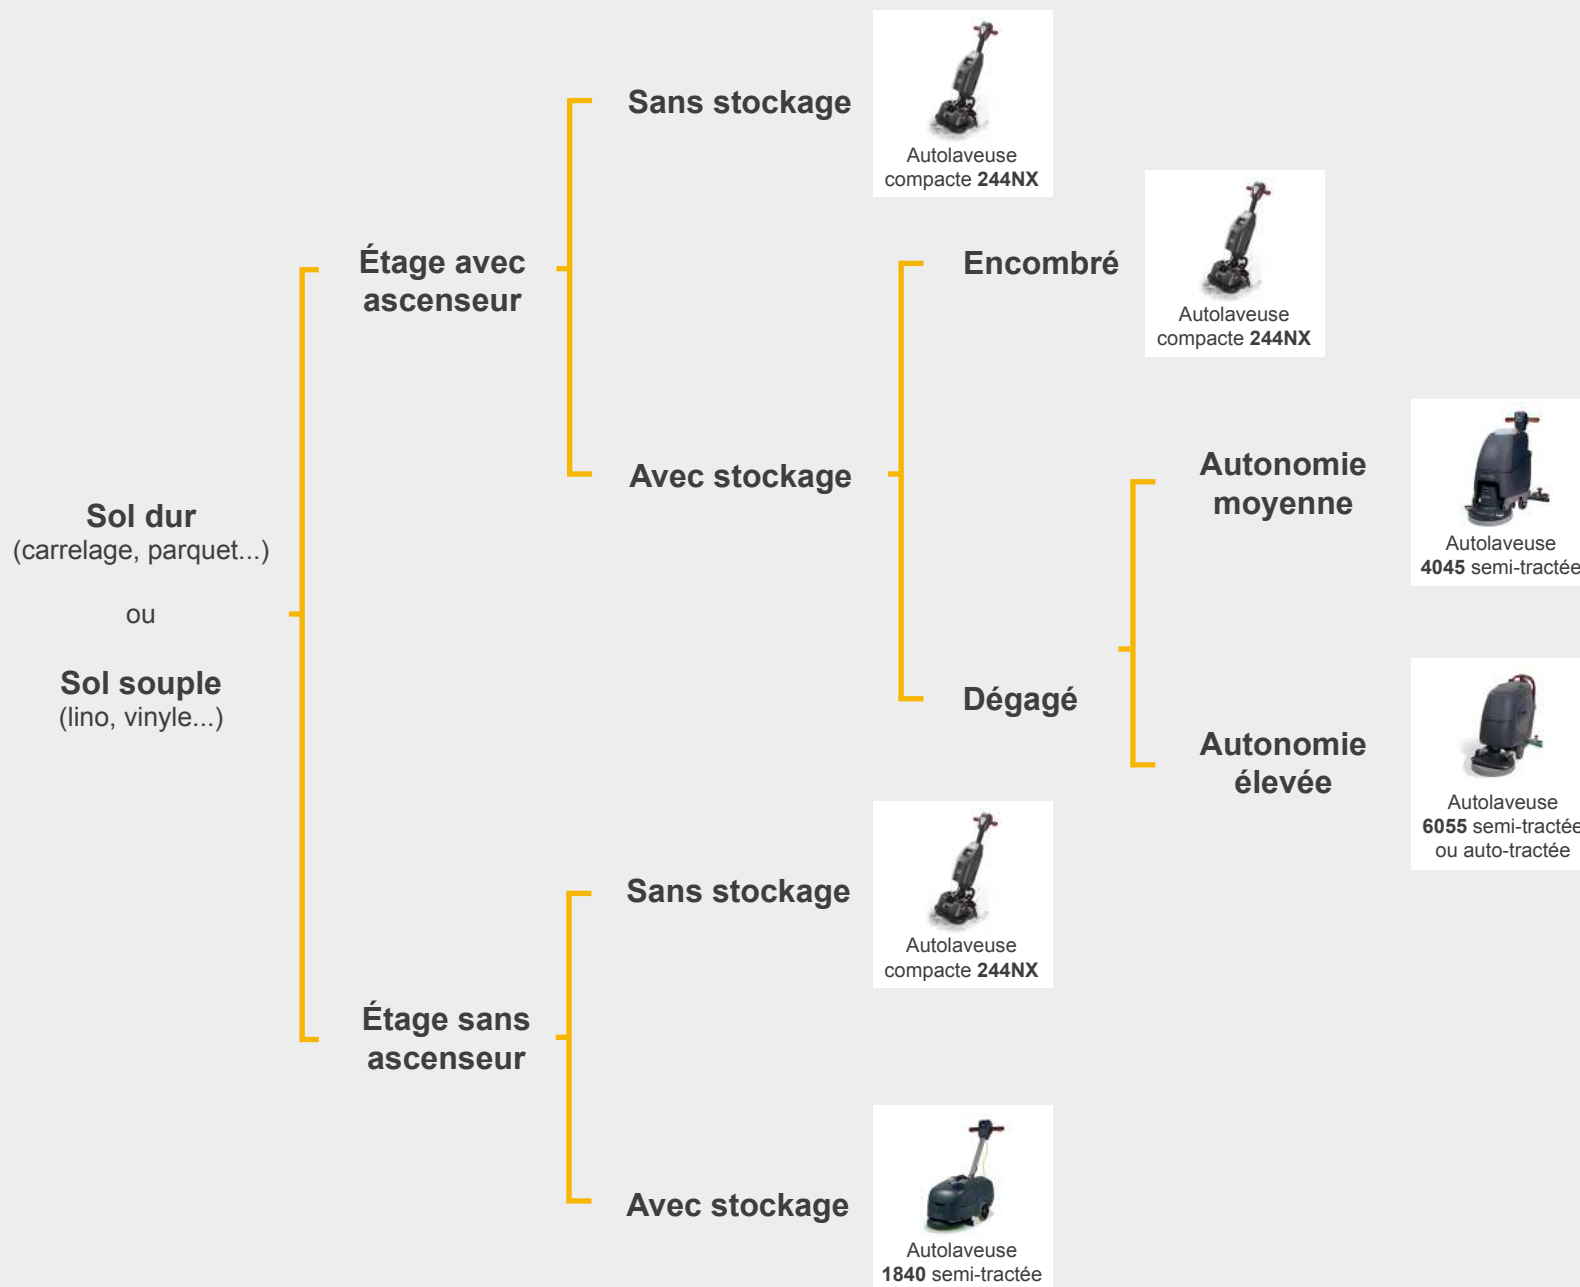 Sol dur
(carrelage, parquet...)
ou
Sol souple
(lino, vinyle...)
Étage avec
ascenseur
Sans stockage
Autolaveuse
compacte 244NX
Avec stockage
Encombré
Autolaveuse
compacte 244NX
Dégagé
Autonomie
moyenne
Autolaveuse
4045 semi-tractée
Autonomie
élevée
Autolaveuse
6055 semi-tractée
ou auto-tractée
Étage sans
ascenseur
Sans stockage
Autolaveuse
compacte 244NX
Avec stockage
Autolaveuse
1840 semi-tractée